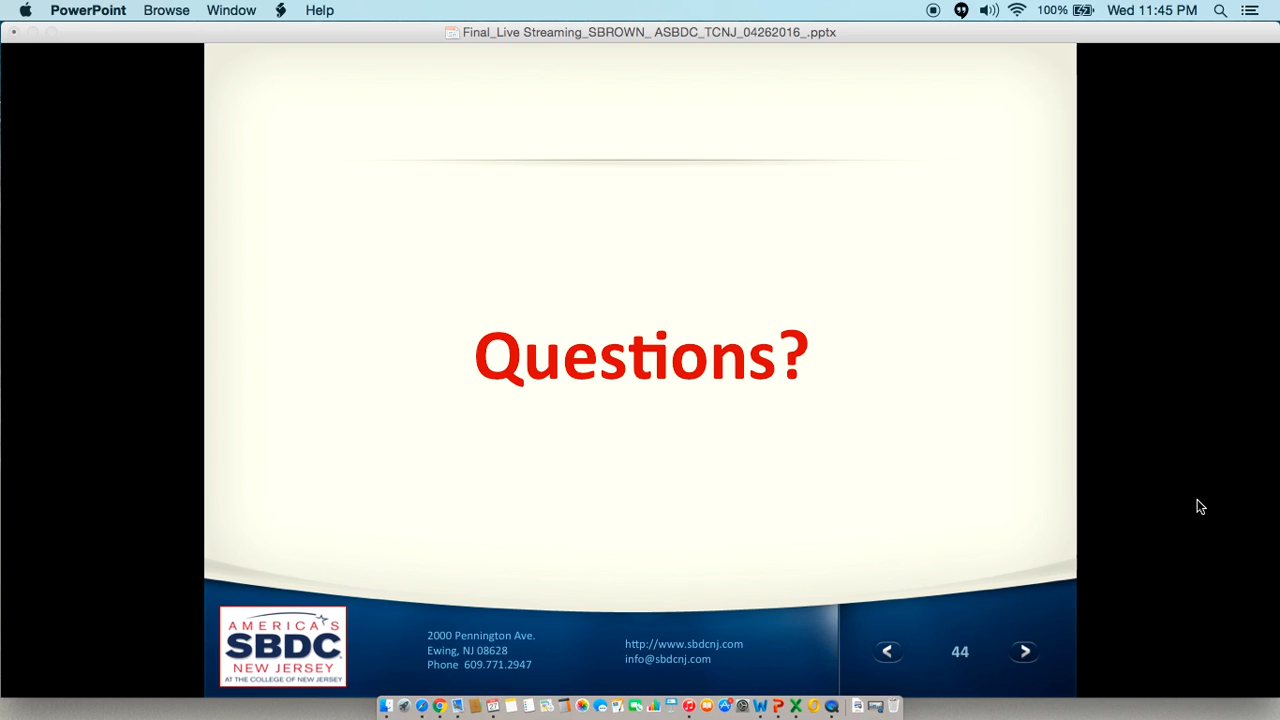 PowerPoint Browse Window Help 100% Wed 11:45 PM
Final_Live Streaming_SBROWN_ ASBDC_TCNJ_04262016_.pptx
Questions?
AMERICA'S
SBDC
NEW JERSEY
AT THE COLLEGE OF NEW JERSEY
2000 Pennington Ave.
Ewing, NJ 08628
Phone 609.771.2947
http://www.sbdcnj.com
info@sbdcnj.com
< 44 >